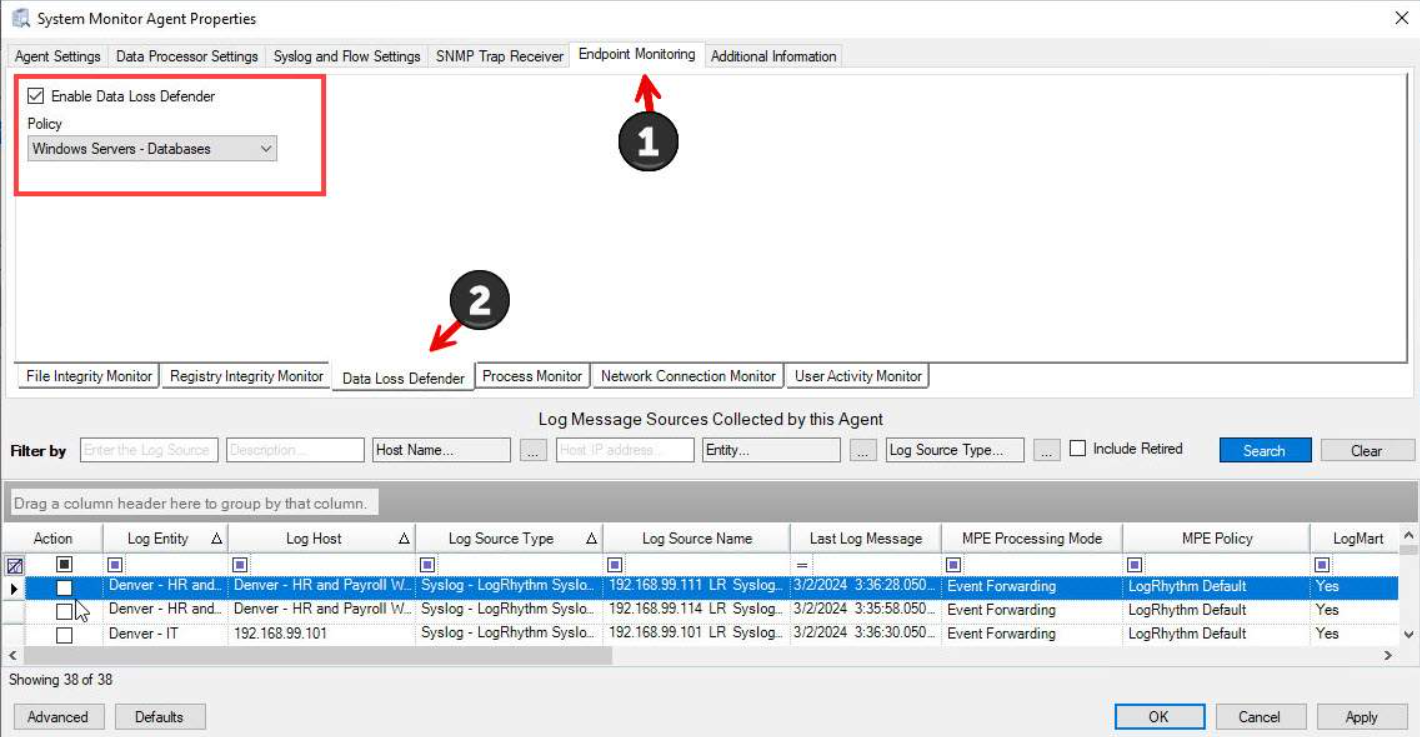 System Monitor Agent Properties
Agent Settings Data Processor Settings Syslog and Flow Settings SNMP Trap Receiver Endpoint Monitoring Additional Information
Enable Data Loss Defender
Policy
Windows Servers - Databases
1
2
File Integrity Monitor Registry Integrity Monitor Data Loss Defender Process Monitor Network Connection Monitor User Activity Monitor
Log Message Sources Collected by this Agent
Filter by Enter the Log Source Description... Host Name... ... Host IP address... Entity... ... Log Source Type... ... Include Retired Search Clear
Drag a column header here to group by that column.
Action Log Entity Log Host Log Source Type Log Source Name Last Log Message MPE Processing Mode MPE Policy LogMart
=
Denver - HR and... Denver - HR and Payroll W... Syslog - LogRhythm Syslo... 192.168.99.111 LR Syslog... 3/2/2024 3:36:28.050... Event Forwarding LogRhythm Default Yes
Denver - HR and... Denver - HR and Payroll W... Syslog - LogRhythm Syslo... 192.168.99.114 LR Syslog... 3/2/2024 3:35:58.050... Event Forwarding LogRhythm Default Yes
Denver - IT 192.168.99.101 Syslog - LogRhythm Syslo... 192.168.99.101 LR Syslog... 3/2/2024 3:36:30.050... Event Forwarding LogRhythm Default Yes
Showing 38 of 38
Advanced Defaults OK Cancel Apply